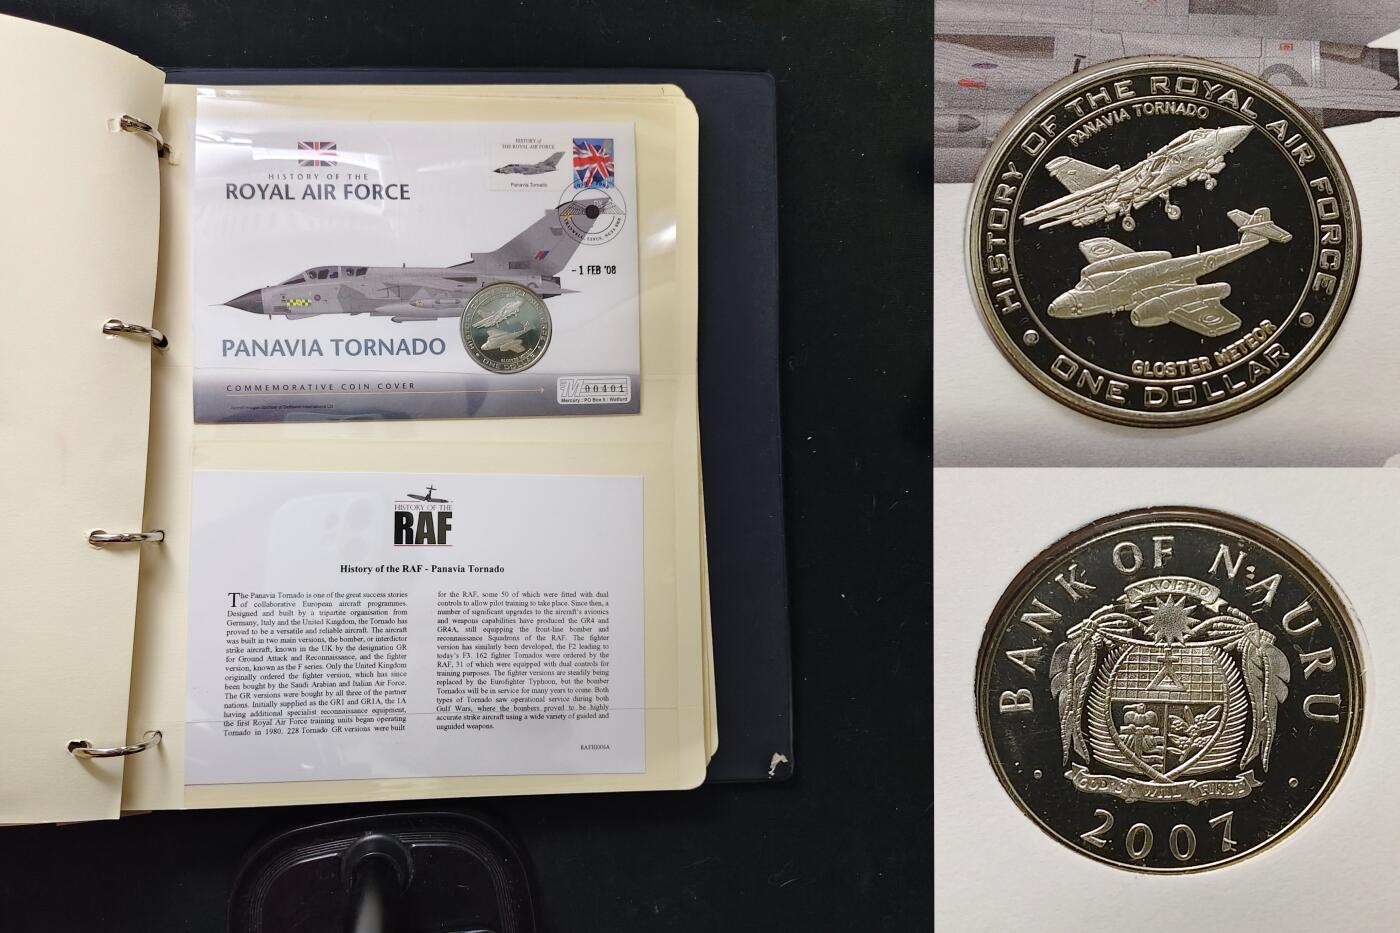 HISTORY OF THE
ROYAL AIR FORCE
HISTORY of
THE ROYAL AIR FORCE
Panavia Tornado
- 1 FEB '08
PANAVIA TORNADO
COMMEMORATIVE COIN COVER
M 00401
Mercury : PO Box 5 : Watford
HISTORY OF THE
RAF
History of the RAF - Panavia Tornado
The Panavia Tornado is one of the great success stories
of collaborative European aircraft programmes.
Designed and built by a tripartite organisation from
Germany, Italy and the United Kingdom, the Tornado has
proved to be a versatile and reliable aircraft. The aircraft
was built in two main versions, the bomber, or interdictor
strike aircraft, known in the UK by the designation GR
for Ground Attack and Reconnaissance, and the fighter
version, known as the F series. Only the United Kingdom
originally ordered the fighter version, which has since
been bought by the Saudi Arabian and Italian Air Force.
The GR versions were bought by all three of the partner
nations. Initially supplied as the GR1 and GR1A, the 1A
having additional specialist reconnaissance equipment,
the first Royal Air Force training units began operating
Tornado in 1980. 228 Tornado GR versions were built
for the RAF, some 50 of which were fitted with dual
controls to allow pilot training to take place. Since then, a
number of significant upgrades to the aircraft's avionics
and weapons capabilities have produced the GR4 and
GR4A, still equipping the front-line bomber and
reconnaissance Squadrons of the RAF. The fighter
version has similarly been developed, the F2 leading to
today's F3. 162 fighter Tornados were ordered by the
RAF, 31 of which were equipped with dual controls for
training purposes. The fighter versions are steadily being
replaced by the Eurofighter Typhoon, but the bomber
Tornados will be in service for many years to come. Both
types of Tornado saw operational service during both
Gulf Wars, where the bombers proved to be highly
accurate strike aircraft using a wide variety of guided and
unguided weapons.
HISTORY OF THE ROYAL AIR FORCE
PANAVIA TORNADO
GLOSTER METEOR
ONE DOLLAR
BANK OF NAURU
NAOERO
GOD'S WILL FIRST
2007